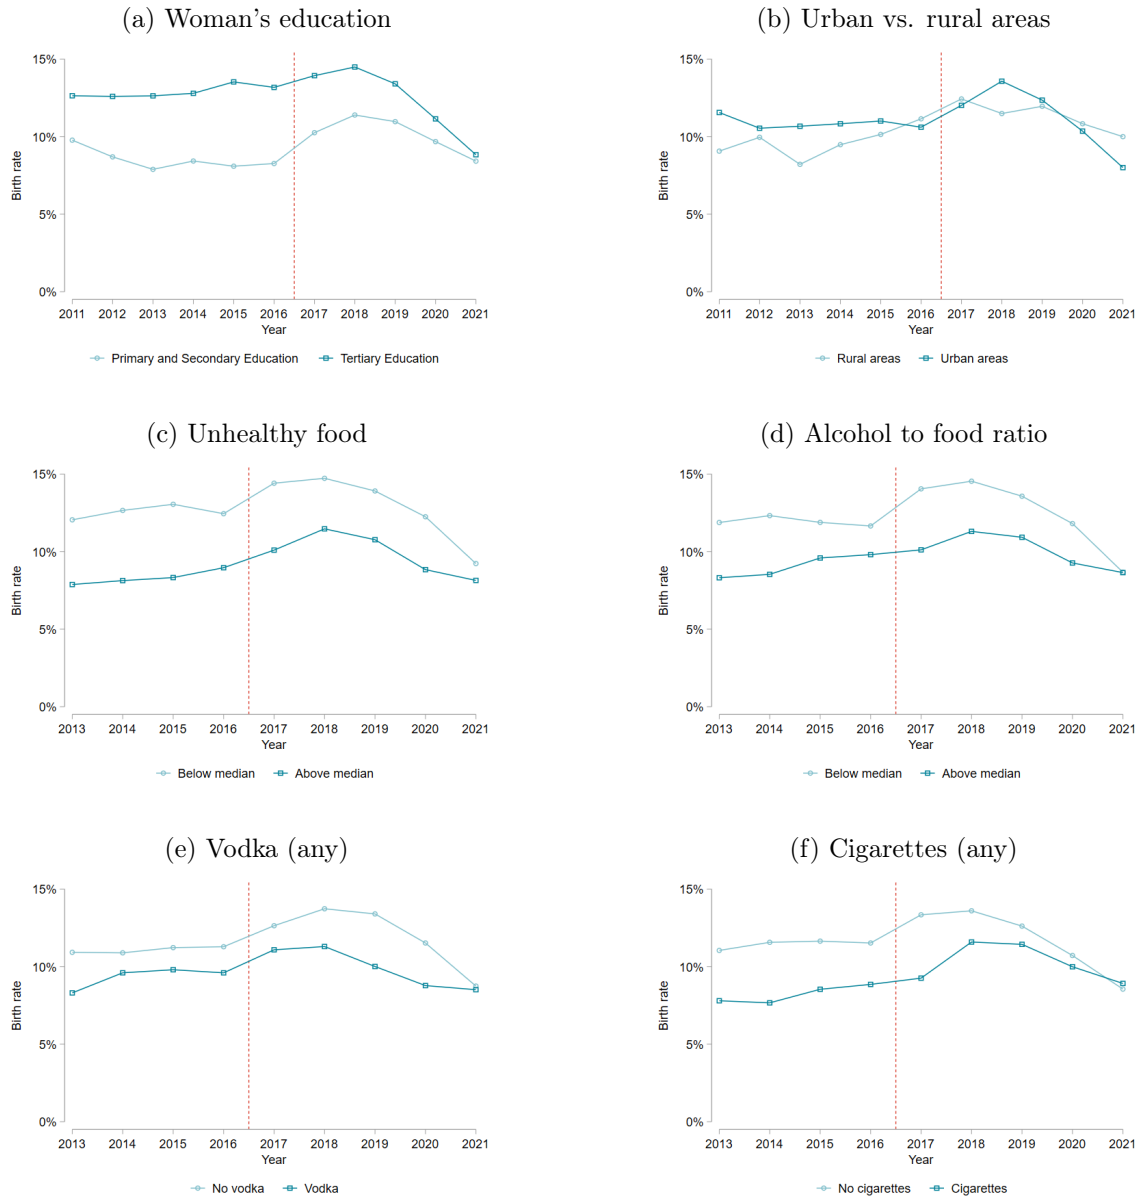 (a) Woman's education
15%
10%
5%
0%
Birth rate
2011 2012 2013 2014 2015 2016 2017 2018 2019 2020 2021
Year
Primary and Secondary Education Tertiary Education
(b) Urban vs. rural areas
15%
10%
5%
0%
Birth rate
2011 2012 2013 2014 2015 2016 2017 2018 2019 2020 2021
Year
Rural areas Urban areas
(c) Unhealthy food
15%
10%
5%
0%
Birth rate
2013 2014 2015 2016 2017 2018 2019 2020 2021
Year
Below median Above median
(d) Alcohol to food ratio
15%
10%
5%
0%
Birth rate
2013 2014 2015 2016 2017 2018 2019 2020 2021
Year
Below median Above median
(e) Vodka (any)
15%
10%
5%
0%
Birth rate
2013 2014 2015 2016 2017 2018 2019 2020 2021
Year
No vodka Vodka
(f) Cigarettes (any)
15%
10%
5%
0%
Birth rate
2013 2014 2015 2016 2017 2018 2019 2020 2021
Year
No cigarettes Cigarettes